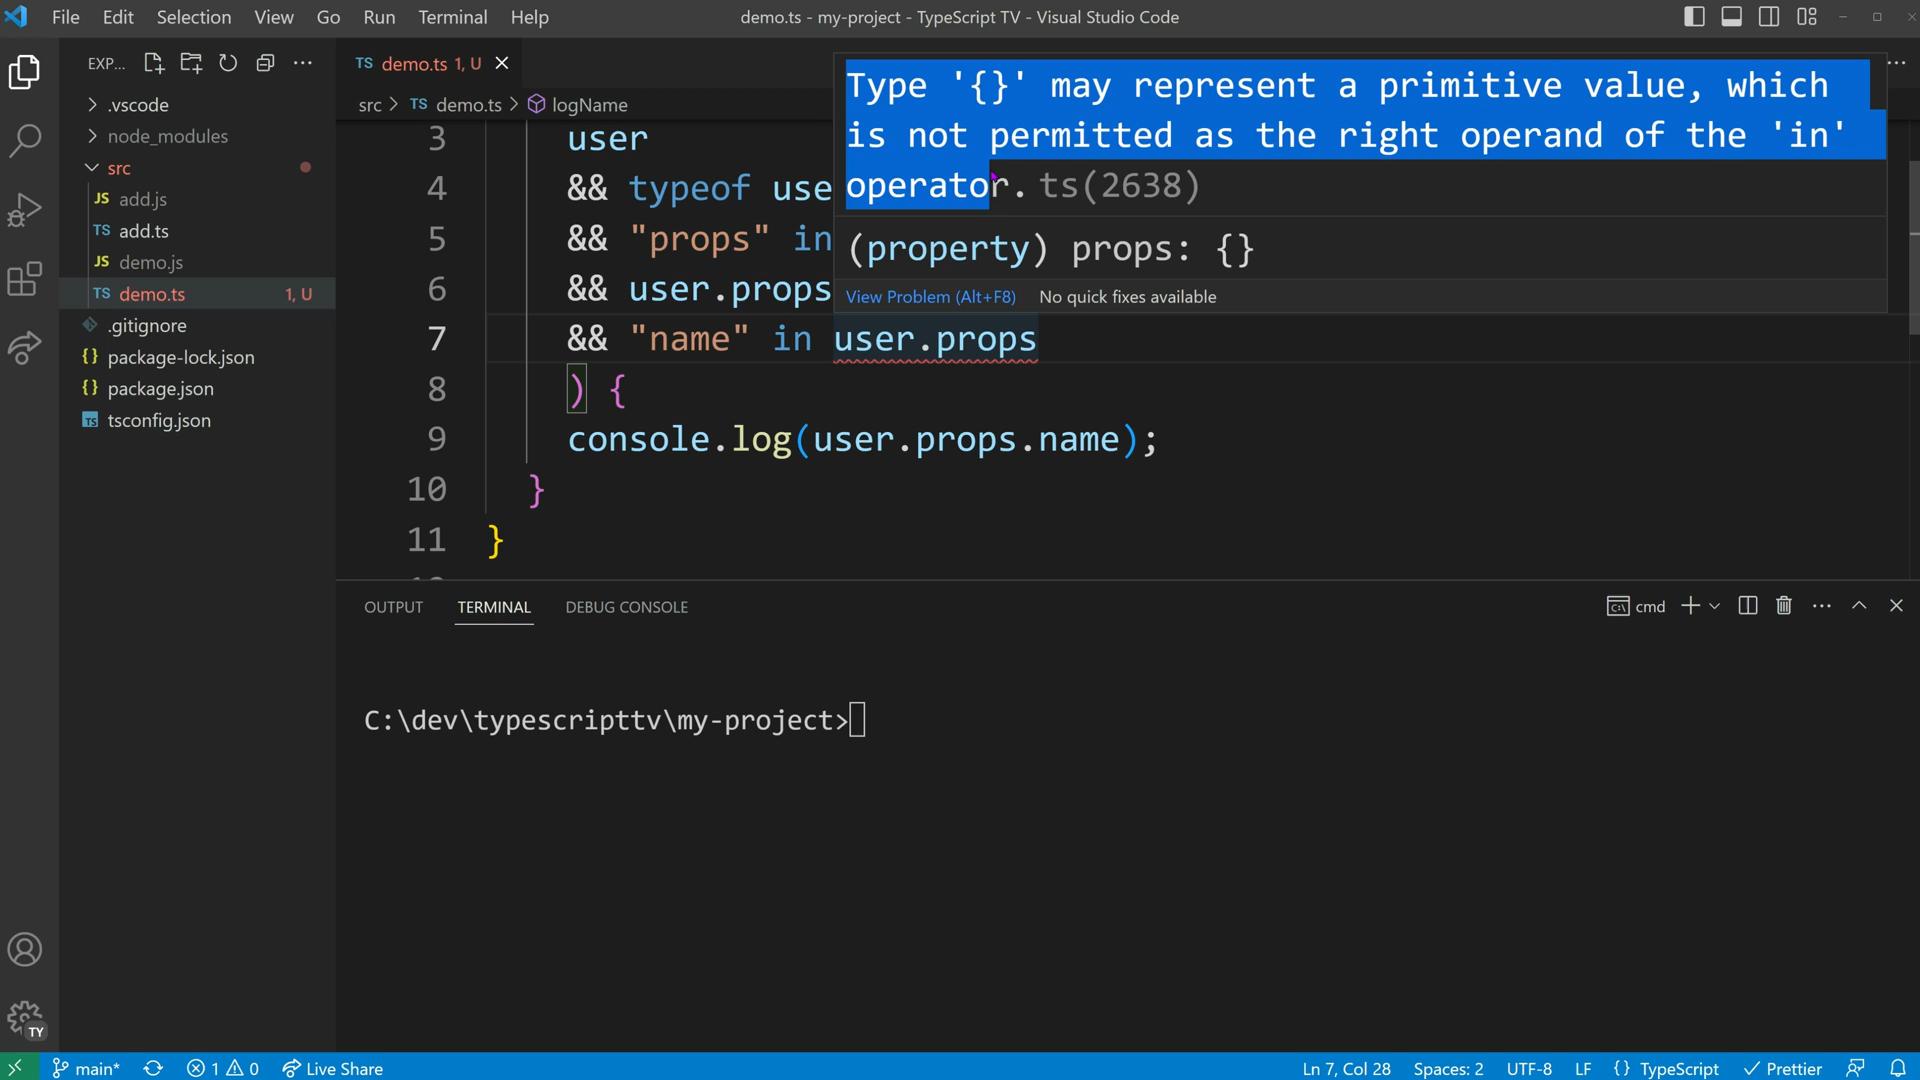 File Edit Selection View Go Run Terminal Help demo.ts - my-project - TypeScript TV - Visual Studio Code
EXP...
.vscode
node_modules
src
JS add.js
TS add.ts
JS demo.js
TS demo.ts 1, U
.gitignore
{} package-lock.json
{} package.json
TS tsconfig.json
TY
TS demo.ts 1, U
src > TS demo.ts > logName
Type '{}' may represent a primitive value, which
is not permitted as the right operand of the 'in'
operator. ts(2638)
(property) props: {}
View Problem (Alt+F8) No quick fixes available
3 user
4 && typeof use
5 && "props" in
6 && user.props
7 && "name" in user.props
8 ) {
9 console.log(user.props.name);
10 }
11 }
OUTPUT TERMINAL DEBUG CONSOLE cmd
C:\dev\typescripttv\my-project>
main* 1 0 Live Share Ln 7, Col 28 Spaces: 2 UTF-8 LF {} TypeScript Prettier